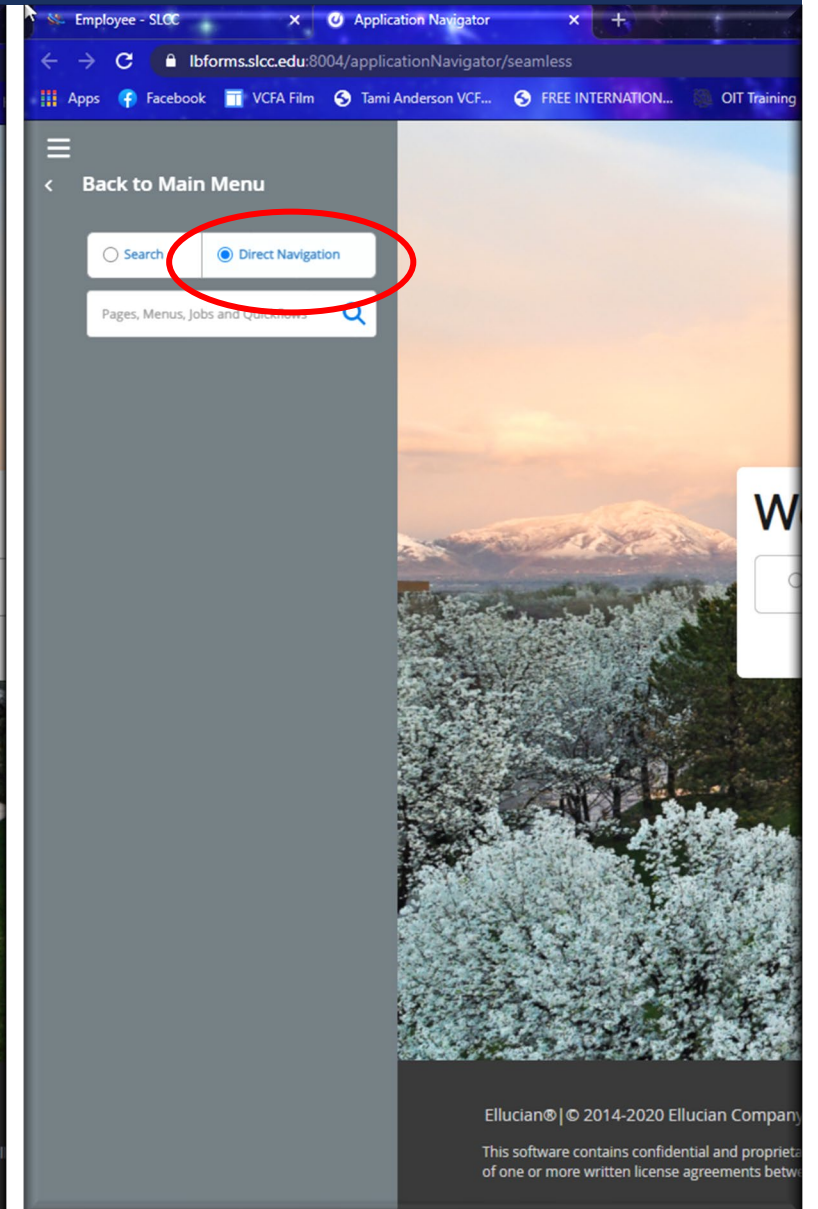 Employee - SLCC
Application Navigator
lbforms.slcc.edu:8004/applicationNavigator/seamless
Apps Facebook VCFA Film Tami Anderson VCF... FREE INTERNATION... OIT Training
Back to Main Menu
Search Direct Navigation
Pages, Menus, Jobs and Quickflows
W
Ellucian®|© 2014-2020 Ellucian Company
This software contains confidential and proprieta
of one or more written license agreements betw